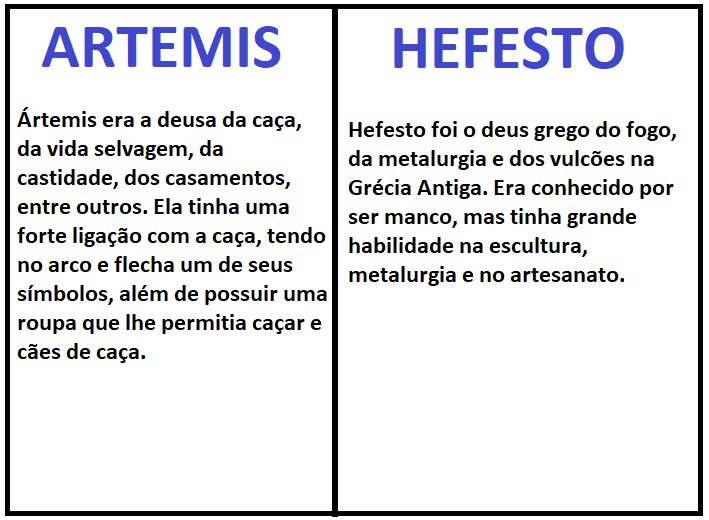 ARTEMIS
Ártemis era a deusa da caça,
da vida selvagem, da
castidade, dos casamentos,
entre outros. Ela tinha uma
forte ligação com a caça, tendo
no arco e flecha um de seus
símbolos, além de possuir uma
roupa que lhe permitia caçar e
cães de caça.
HEFESTO
Hefesto foi o deus grego do fogo,
da metalurgia e dos vulcões na
Grécia Antiga. Era conhecido por
ser manco, mas tinha grande
habilidade na escultura,
metalurgia e no artesanato.